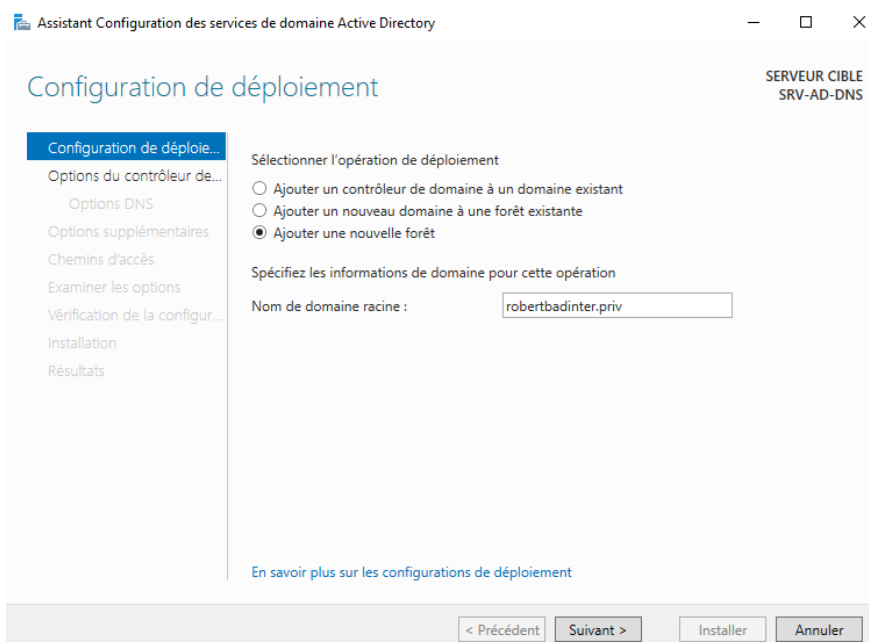 Assistant Configuration des services de domaine Active Directory
Configuration de déploiement
SERVEUR CIBLE
SRV-AD-DNS
Configuration de déploie...
Options du contrôleur de...
Options DNS
Options supplémentaires
Chemins d'accès
Examiner les options
Vérification de la configur...
Installation
Résultats
Sélectionner l'opération de déploiement
Ajouter un contrôleur de domaine à un domaine existant
Ajouter un nouveau domaine à une forêt existante
Ajouter une nouvelle forêt
Spécifiez les informations de domaine pour cette opération
Nom de domaine racine : robertbadinter.priv
En savoir plus sur les configurations de déploiement
< Précédent Suivant > Installer Annuler